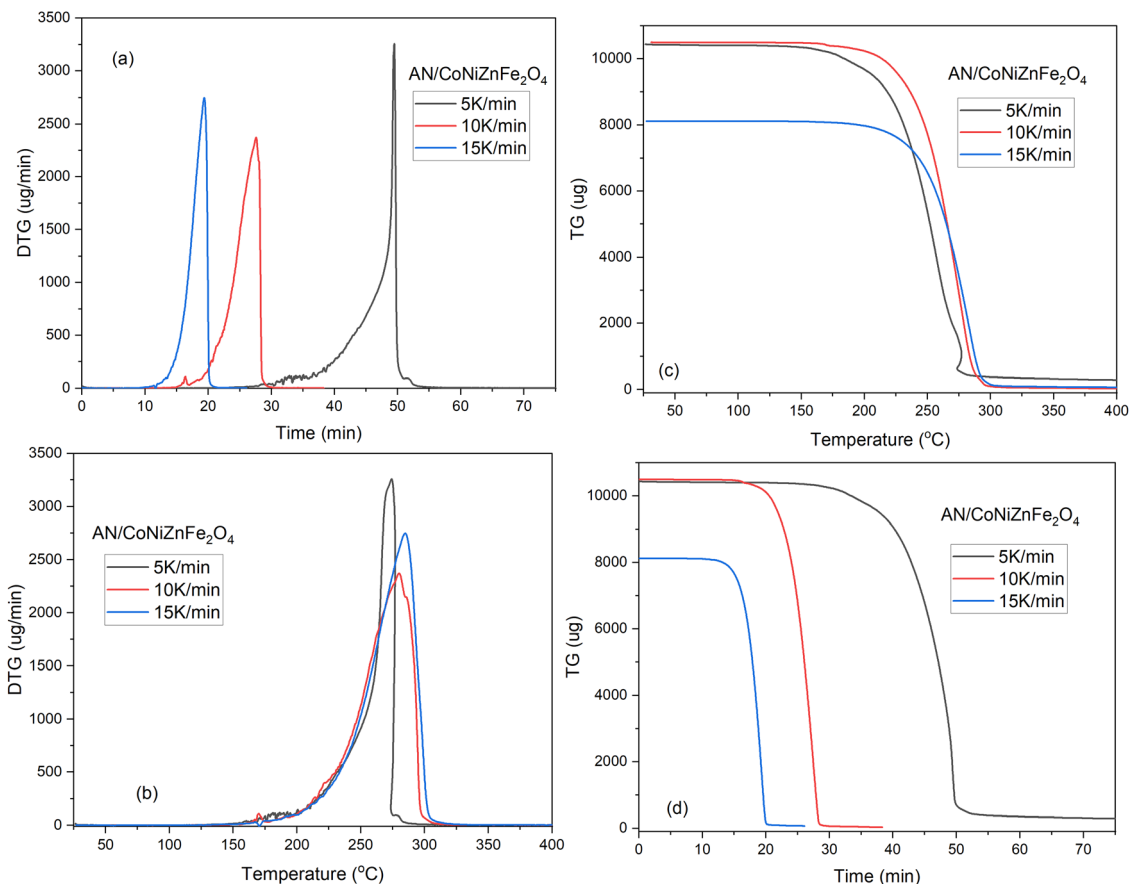 (a)
AN/CoNiZnFe₂O₄
5K/min
10K/min
15K/min
3500
3000
2500
2000
1500
1000
500
0
DTG (ug/min)
0 10 20 30 40 50 60 70
Time (min)
(c)
AN/CoNiZnFe₂O₄
5K/min
10K/min
15K/min
10000
8000
6000
4000
2000
0
TG (ug)
50 100 150 200 250 300 350 400
Temperature (°C)
(b)
AN/CoNiZnFe₂O₄
5K/min
10K/min
15K/min
3500
3000
2500
2000
1500
1000
500
0
DTG (ug/min)
50 100 150 200 250 300 350 400
Temperature (°C)
(d)
AN/CoNiZnFe₂O₄
5K/min
10K/min
15K/min
10000
8000
6000
4000
2000
0
TG (ug)
0 10 20 30 40 50 60 70
Time (min)